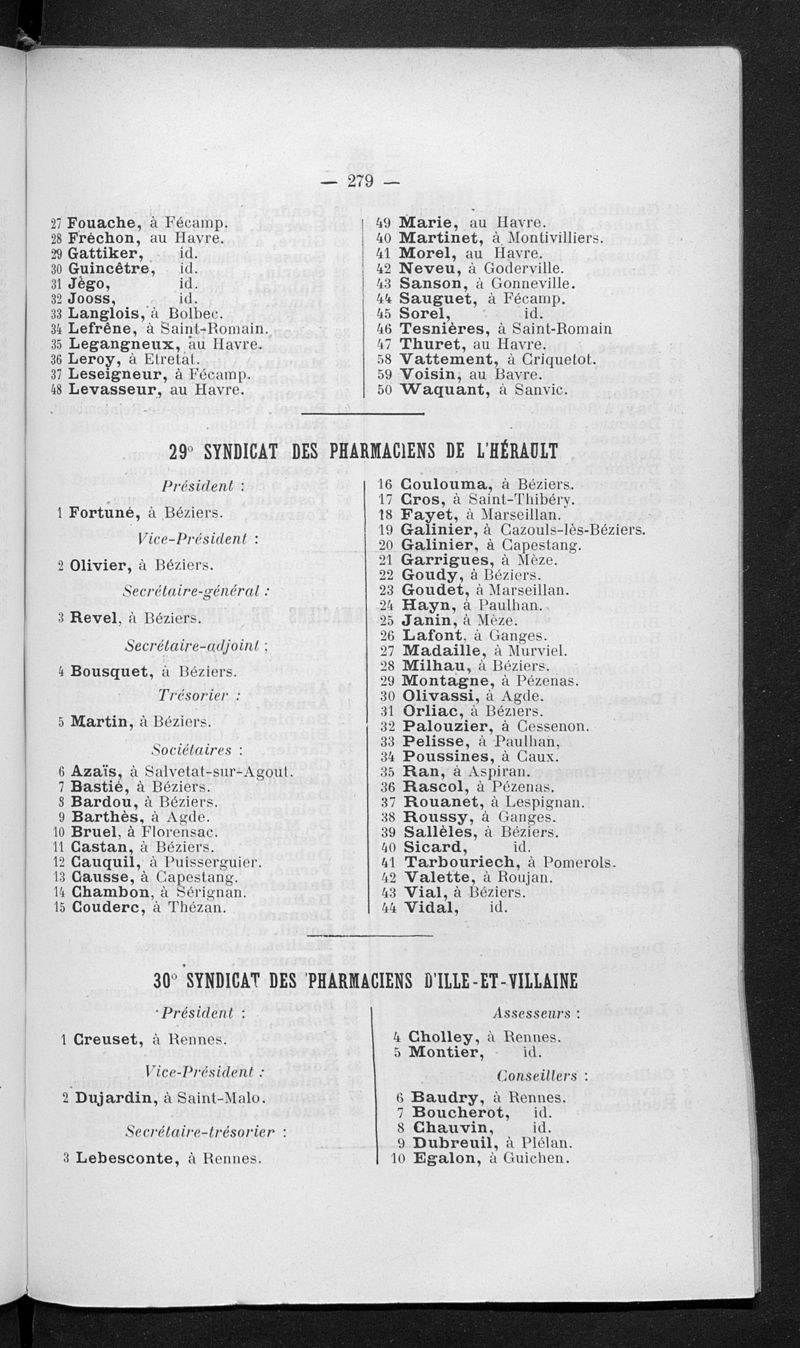 — 279 —
27 Fouache, à Fécamp.
28 Fréchon, au Havre.
29 Gattiker, id.
30 Guincêtre, id.
31 Jégo, id.
32 Jooss, id.
33 Langlois, à Bolbec.
34 Lefrêne, à Saint-Romain.
35 Legangneux, au Havre.
36 Leroy, à Etretat.
37 Leseigneur, à Fécamp.
48 Levasseur, au Havre.
49 Marie, au Havre.
40 Martinet, à Montivilliers.
41 Morel, au Havre.
42 Neveu, à Goderville.
43 Sanson, à Gonneville.
44 Sauguet, à Fécamp.
45 Sorel, id.
46 Tesnières, à Saint-Romain
47 Thuret, au Havre.
58 Vattement, à Criquetot.
59 Voisin, au Bavre.
50 Waquant, à Sanvic.
29° SYNDICAT DES PHARMACIENS DE L'HÉRAULT
Président :
1 Fortuné, à Béziers.
Vice-Président :
2 Olivier, à Béziers.
Secrétaire-général :
3 Revel, à Béziers.
Secrétaire-adjoint :
4 Bousquet, à Béziers.
Trésorier :
5 Martin, à Béziers.
Sociétaires :
6 Azaïs, à Salvetat-sur-Agout.
7 Bastié, à Béziers.
8 Bardou, à Béziers.
9 Barthès, à Agde.
10 Bruel, à Florensac.
11 Castan, à Béziers.
12 Cauquil, à Puisserguier.
13 Causse, à Capestang.
14 Chambon, à Sérignan.
15 Couderc, à Thézan.
16 Coulouma, à Béziers.
17 Cros, à Saint-Thibéry.
18 Fayet, à Marseillan.
19 Galinier, à Cazouls-lès-Béziers.
20 Galinier, à Capestang.
21 Garrigues, à Mèze.
22 Goudy, à Béziers.
23 Goudet, à Marseillan.
24 Hayn, à Paulhan.
25 Janin, à Mèze.
26 Lafont, à Ganges.
27 Madaille, à Murviel.
28 Milhau, à Béziers.
29 Montagne, à Pézenas.
30 Olivassi, à Agde.
31 Orliac, à Béziers.
32 Palouzier, à Cessenon.
33 Pelisse, à Paulhan,
34 Poussines, à Caux.
35 Ran, à Aspiran.
36 Rascol, à Pézenas.
37 Rouanet, à Lespignan.
38 Roussy, à Ganges.
39 Sallèles, à Béziers.
40 Sicard, id.
41 Tarbouriech, à Pomerols.
42 Valette, à Roujan.
43 Vial, à Béziers.
44 Vidal, id.
30° SYNDICAT DES PHARMACIENS D'ILLE-ET-VILLAINE
Président :
1 Creuset, à Rennes.
Vice-Président :
2 Dujardin, à Saint-Malo.
Secrétaire-trésorier :
3 Lebesconte, à Rennes.
Assesseurs :
4 Cholley, à Rennes.
5 Montier, id.
Conseillers :
6 Baudry, à Rennes.
7 Boucherot, id.
8 Chauvin, id.
9 Dubreuil, à Plélan.
10 Egalon, à Guichen.